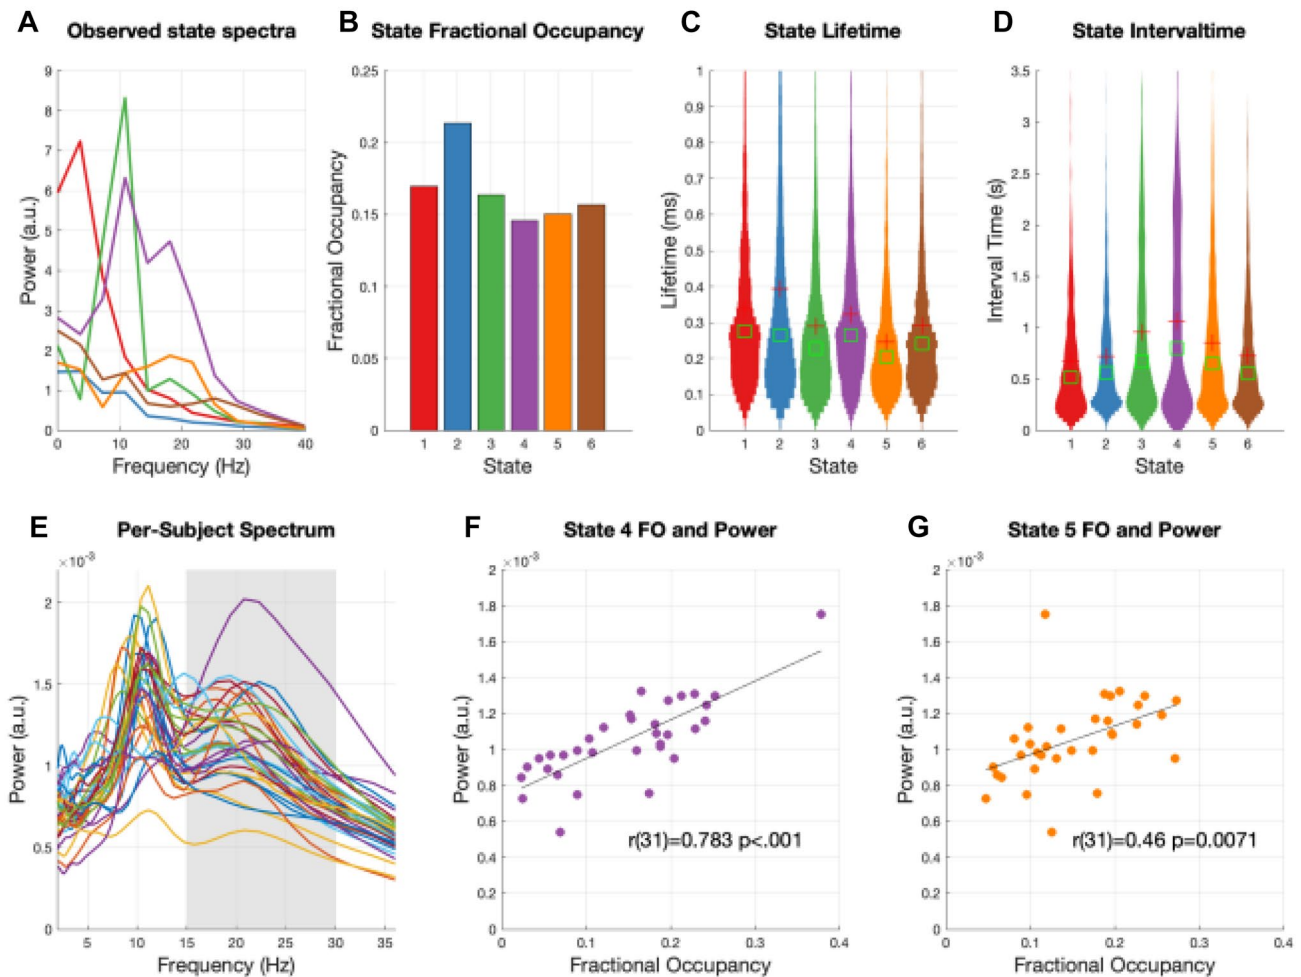 A Observed state spectra
9
8
7
6
5
4
3
2
1
0
Power (a.u.)
0 10 20 30 40
Frequency (Hz)
B State Fractional Occupancy
0.25
0.2
0.15
0.1
0.05
0
Fractional Occupancy
1 2 3 4 5 6
State
C State Lifetime
1
0.9
0.8
0.7
0.6
0.5
0.4
0.3
0.2
0.1
0
Lifetime (ms)
1 2 3 4 5 6
State
D State Intervaltime
3.5
3
2.5
2
1.5
1
0.5
0
Interval Time (s)
1 2 3 4 5 6
State
E Per-Subject Spectrum
×10⁻³
2
1.5
1
0.5
0
Power (a.u.)
5 10 15 20 25 30 35
Frequency (Hz)
F State 4 FO and Power
×10⁻³
2
1.8
1.6
1.4
1.2
1
0.8
0.6
0.4
0.2
0
Power (a.u.)
r(31)=0.783 p<.001
0 0.1 0.2 0.3 0.4
Fractional Occupancy
G State 5 FO and Power
×10⁻³
2
1.8
1.6
1.4
1.2
1
0.8
0.6
0.4
0.2
0
Power (a.u.)
r(31)=0.46 p=0.0071
0 0.1 0.2 0.3 0.4
Fractional Occupancy